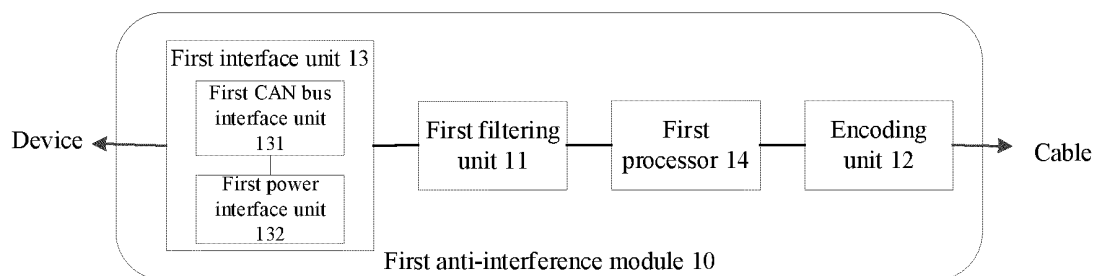 Device
First interface unit 13
First CAN bus
interface unit
131
First power
interface unit
132
First filtering
unit 11
First
processor 14
Encoding
unit 12
Cable
First anti-interference module 10